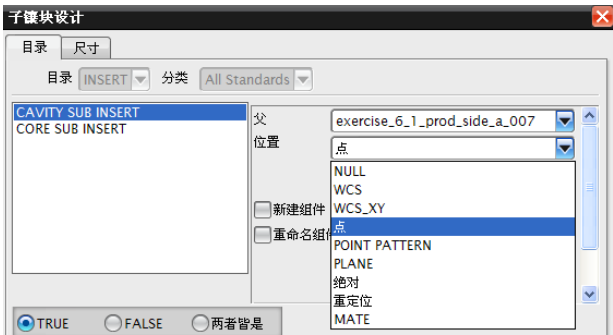 子镶块设计
目录 尺寸
目录 INSERT 分类 All Standards
CAVITY SUB INSERT
CORE SUB INSERT
父 exercise_6_1_prod_side_a_007
位置 点
NULL
WCS
新建组件 WCS_XY
重命名组件 点
POINT PATTERN
PLANE
绝对
重定位
MATE
TRUE FALSE 两者皆是